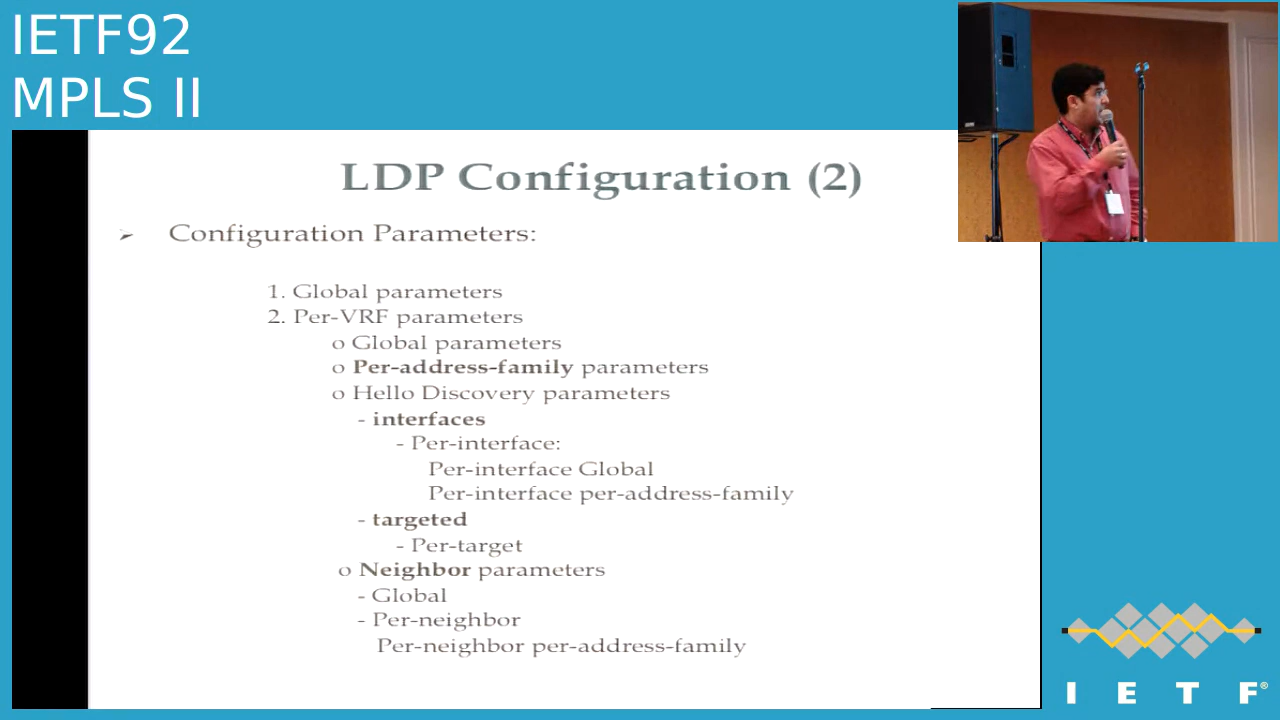 IETF92
MPLS II
LDP Configuration (2)
➢ Configuration Parameters:
1. Global parameters
2. Per-VRF parameters
o Global parameters
o Per-address-family parameters
o Hello Discovery parameters
- interfaces
- Per-interface:
Per-interface Global
Per-interface per-address-family
- targeted
- Per-target
o Neighbor parameters
- Global
- Per-neighbor
Per-neighbor per-address-family
I E T F®